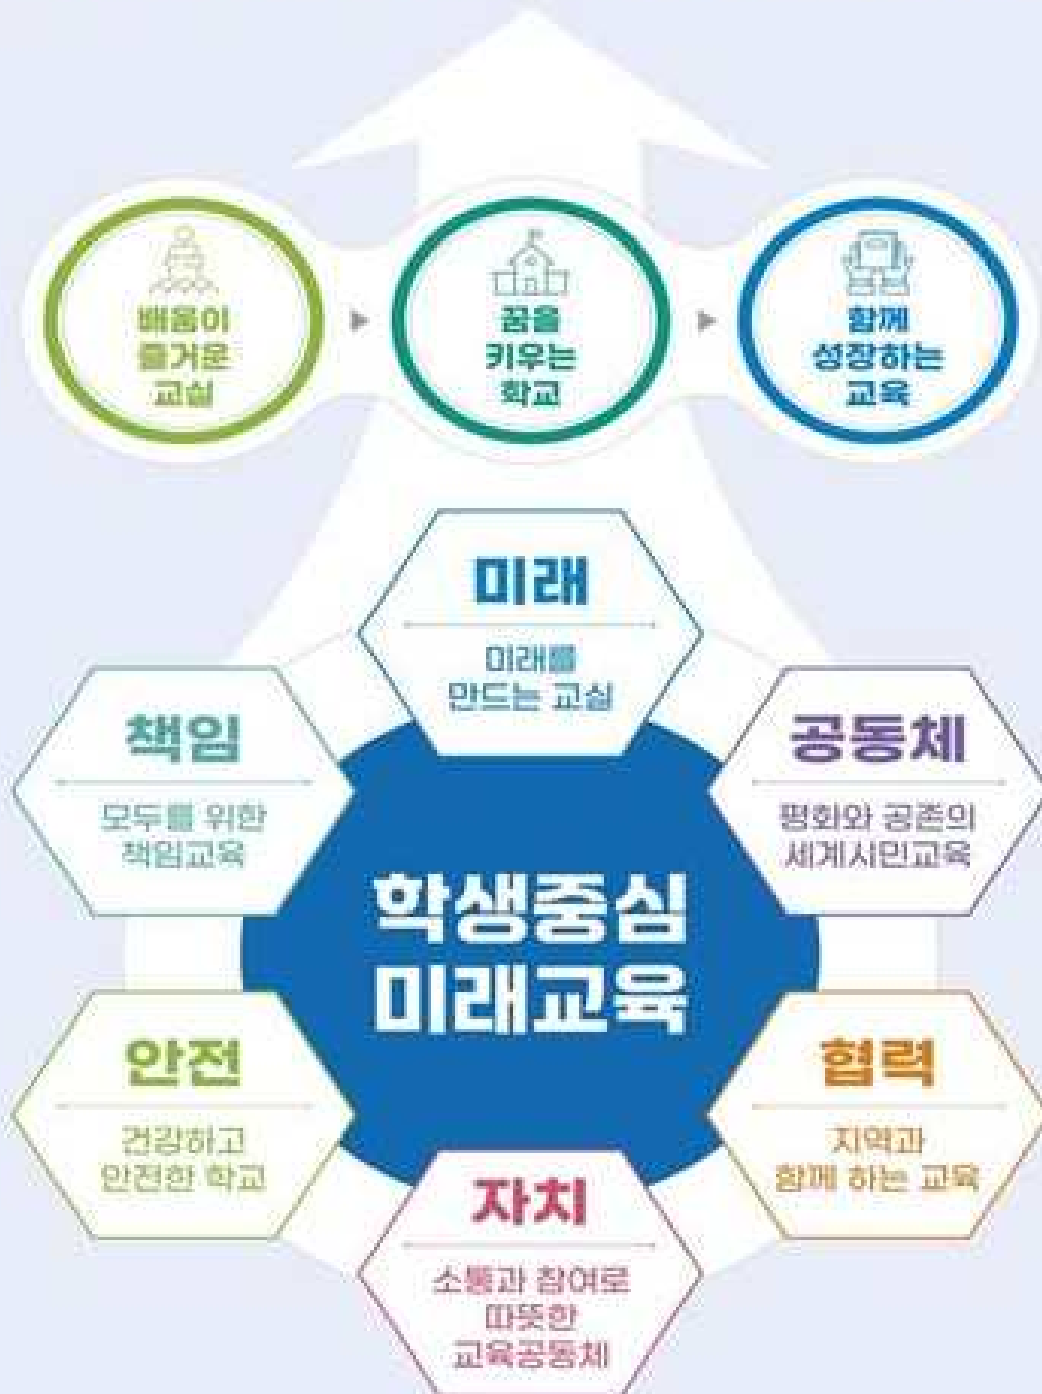 배움이
즐거운
교실
꿈을
키우는
학교
함께
성장하는
교육
미래
미래를
만드는 교실
책임
모두를 위한
책임교육
공동체
평화와 공존의
세계시민교육
학생중심
미래교육
안전
건강하고
안전한 학교
협력
지역과
함께 하는 교육
자치
소통과 참여로
따뜻한
교육공동체